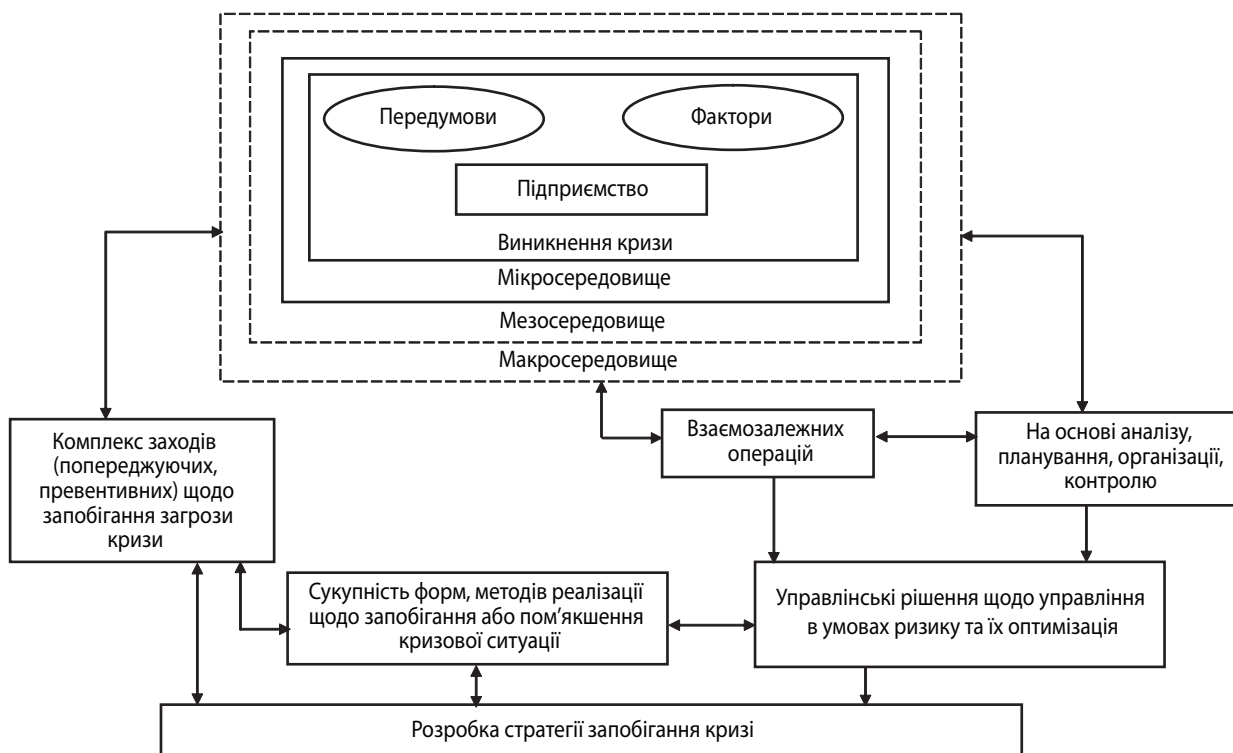 Передумови
Фактори
Підприємство
Виникнення кризи
Мікросередовище
Мезосередовище
Макросередовище
Комплекс заходів
(попереджуючих,
превентивних) щодо
запобігання загрози
кризи
Взаємозалежних
операцій
На основі аналізу,
планування, організації,
контролю
Сукупність форм, методів реалізації
щодо запобігання або пом’якшення
кризової ситуації
Управлінські рішення щодо управління
в умовах ризику та їх оптимізація
Розробка стратегії запобігання кризі